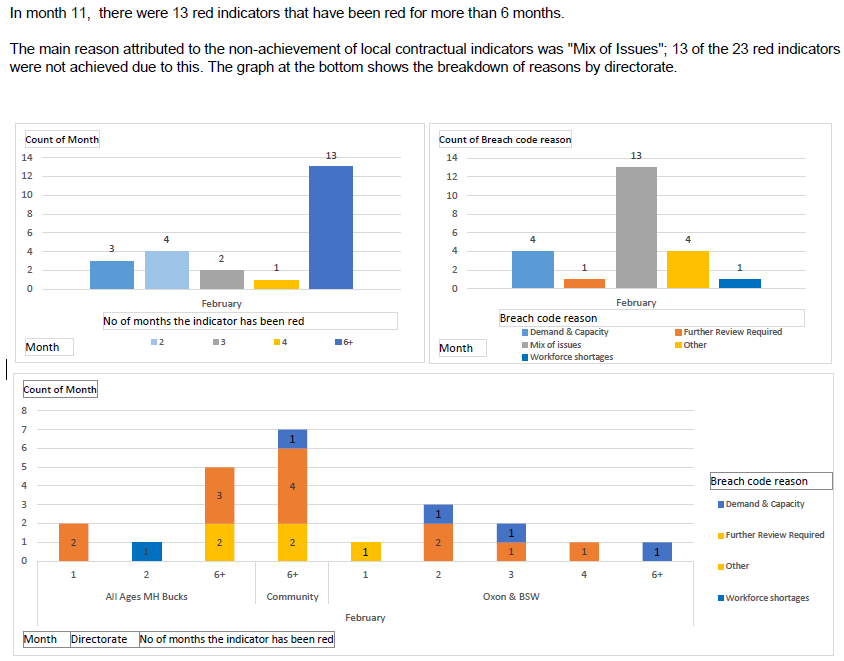 In month 11, there were 13 red indicators that have been red for more than 6 months.
The main reason attributed to the non-achievement of local contractual indicators was "Mix of Issues"; 13 of the 23 red indicators
were not achieved due to this. The graph at the bottom shows the breakdown of reasons by directorate.
Count of Month
14
12
10
8
6
4
2
0
3
4
2
1
13
February
No of months the indicator has been red
Month
2
3
4
6+
Count of Breach code reason
14
12
10
8
6
4
2
0
4
1
13
4
1
February
Breach code reason
Demand & Capacity
Further Review Required
Mix of issues
Other
Workforce shortages
Month
Count of Month
8
7
6
5
4
3
2
1
0
2
1
3
2
1
4
2
1
1
2
1
1
1
1
1 2 6+ 6+ 1 2 3 4 6+
All Ages MH Bucks Community Oxon & BSW
February
Breach code reason
Demand & Capacity
Further Review Required
Other
Workforce shortages
Month Directorate No of months the indicator has been red